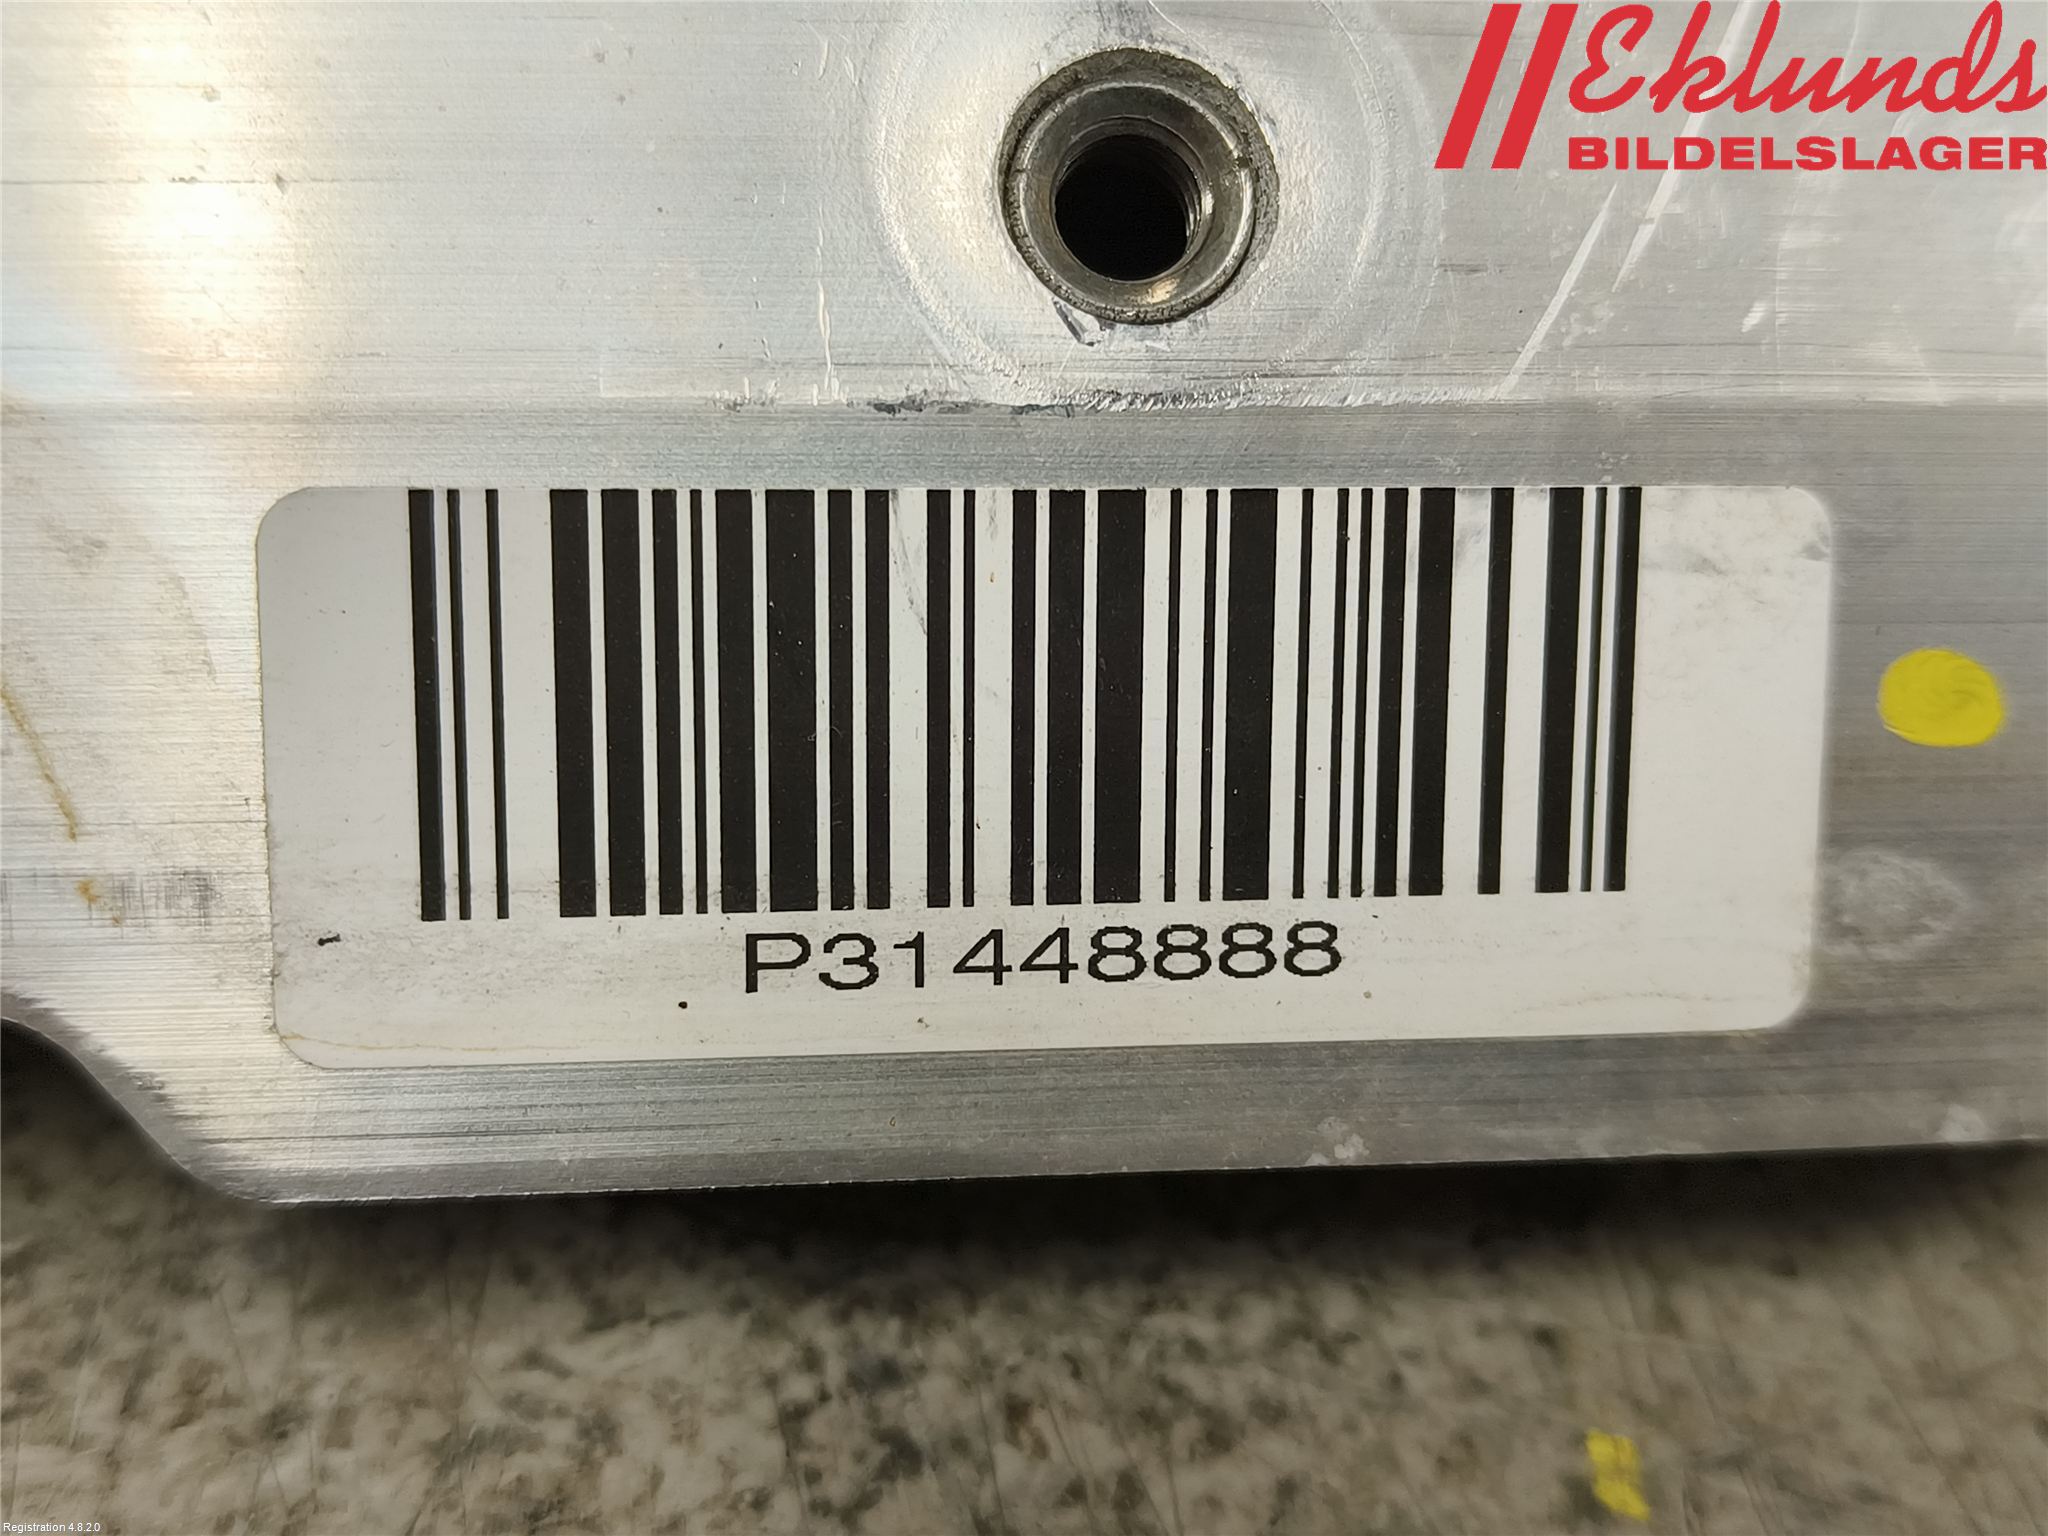 Eklunds
BILDELSLAGER
P31448888
Registration 4.8.2.0